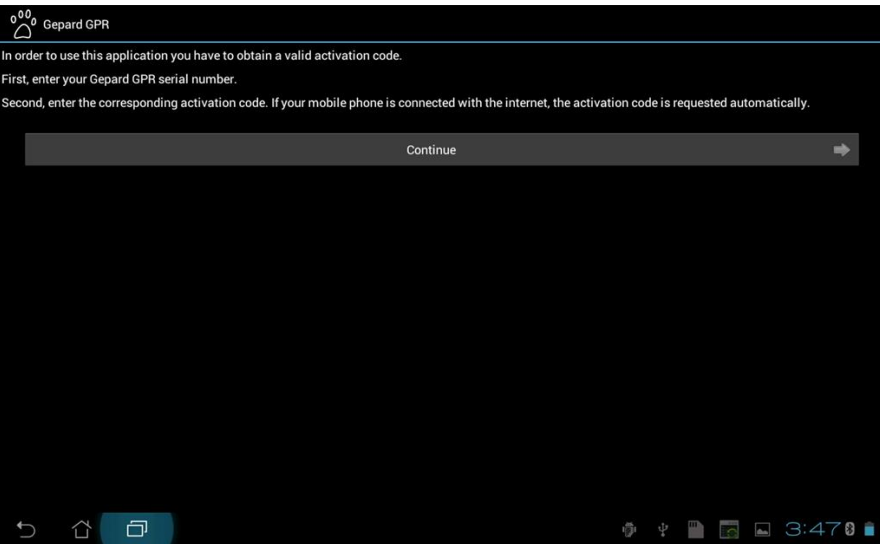 Gepard GPR
In order to use this application you have to obtain a valid activation code.
First, enter your Gepard GPR serial number.
Second, enter the corresponding activation code. If your mobile phone is connected with the internet, the activation code is requested automatically.
Continue
3:47